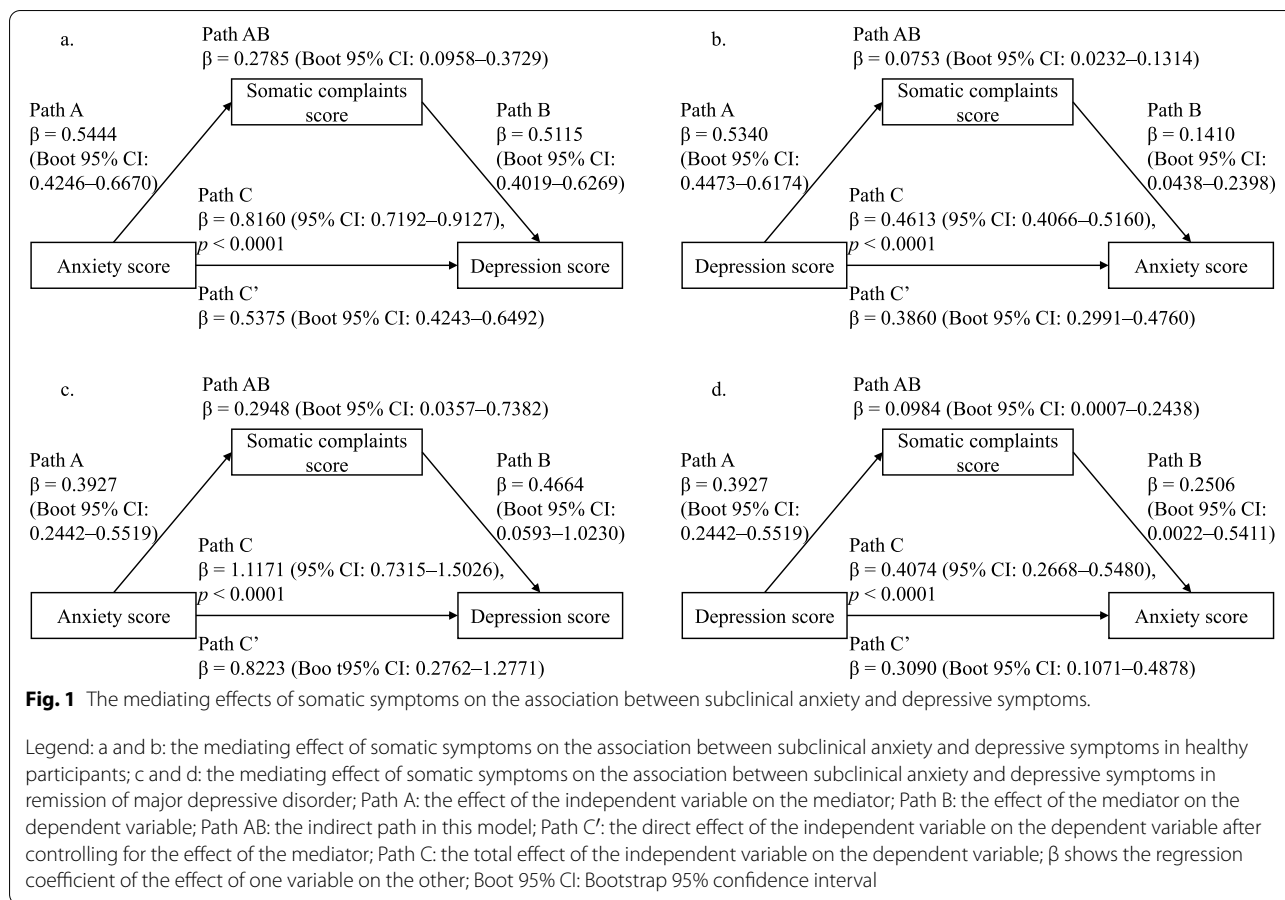 a.
Path AB
β = 0.2785 (Boot 95% CI: 0.0958–0.3729)
Somatic complaints
score
Path A
β = 0.5444
(Boot 95% CI:
0.4246–0.6670)
Path B
β = 0.5115
(Boot 95% CI:
0.4019–0.6269)
Path C
β = 0.8160 (95% CI: 0.7192–0.9127),
p < 0.0001
Anxiety score
Depression score
Path C’
β = 0.5375 (Boot 95% CI: 0.4243–0.6492)
b.
Path AB
β = 0.0753 (Boot 95% CI: 0.0232–0.1314)
Somatic complaints
score
Path A
β = 0.5340
(Boot 95% CI:
0.4473–0.6174)
Path B
β = 0.1410
(Boot 95% CI:
0.0438–0.2398)
Path C
β = 0.4613 (95% CI: 0.4066–0.5160),
p < 0.0001
Depression score
Anxiety score
Path C’
β = 0.3860 (Boot 95% CI: 0.2991–0.4760)
c.
Path AB
β = 0.2948 (Boot 95% CI: 0.0357–0.7382)
Somatic complaints
score
Path A
β = 0.3927
(Boot 95% CI:
0.2442–0.5519)
Path B
β = 0.4664
(Boot 95% CI:
0.0593–1.0230)
Path C
β = 1.1171 (95% CI: 0.7315–1.5026),
p < 0.0001
Anxiety score
Depression score
Path C’
β = 0.8223 (Boo t95% CI: 0.2762–1.2771)
d.
Path AB
β = 0.0984 (Boot 95% CI: 0.0007–0.2438)
Somatic complaints
score
Path A
β = 0.3927
(Boot 95% CI:
0.2442–0.5519)
Path B
β = 0.2506
(Boot 95% CI:
0.0022–0.5411)
Path C
β = 0.4074 (95% CI: 0.2668–0.5480),
p < 0.0001
Depression score
Anxiety score
Path C’
β = 0.3090 (Boot 95% CI: 0.1071–0.4878)
Fig. 1 The mediating effects of somatic symptoms on the association between subclinical anxiety and depressive symptoms.
Legend: a and b: the mediating effect of somatic symptoms on the association between subclinical anxiety and depressive symptoms in healthy
participants; c and d: the mediating effect of somatic symptoms on the association between subclinical anxiety and depressive symptoms in
remission of major depressive disorder; Path A: the effect of the independent variable on the mediator; Path B: the effect of the mediator on the
dependent variable; Path AB: the indirect path in this model; Path C′: the direct effect of the independent variable on the dependent variable after
controlling for the effect of the mediator; Path C: the total effect of the independent variable on the dependent variable; β shows the regression
coefficient of the effect of one variable on the other; Boot 95% CI: Bootstrap 95% confidence interval